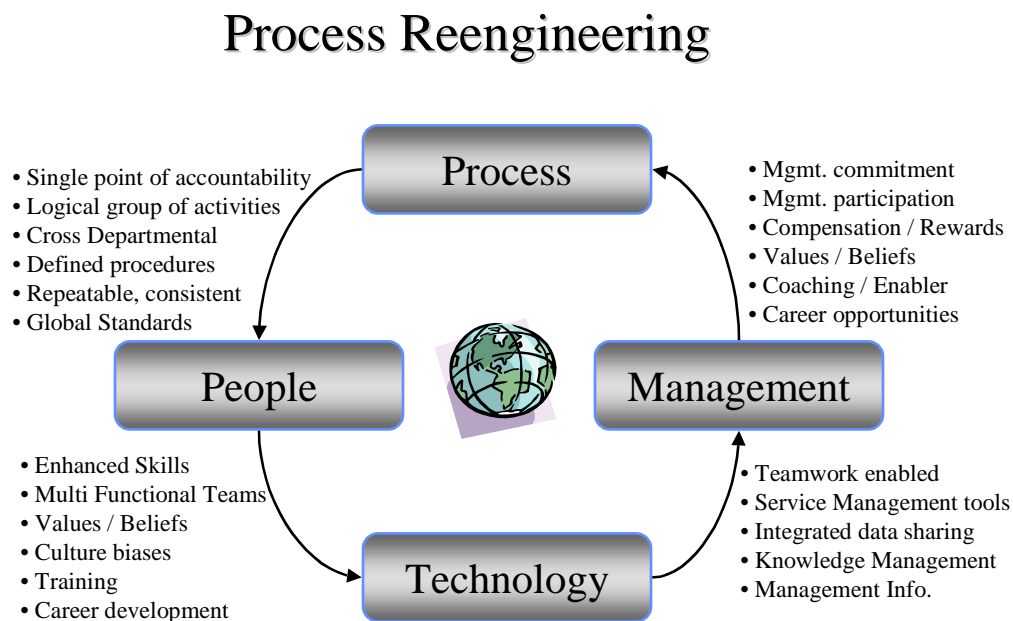 Process Reengineering
Process
• Single point of accountability
• Logical group of activities
• Cross Departmental
• Defined procedures
• Repeatable, consistent
• Global Standards
• Mgmt. commitment
• Mgmt. participation
• Compensation / Rewards
• Values / Beliefs
• Coaching / Enabler
• Career opportunities
People
Management
• Enhanced Skills
• Multi Functional Teams
• Values / Beliefs
• Culture biases
• Training
• Career development
• Teamwork enabled
• Service Management tools
• Integrated data sharing
• Knowledge Management
• Management Info.
Technology